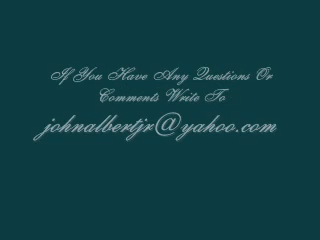 If You Have Any Questions Or
Comments Write To
johnalbertjr@yahoo.com